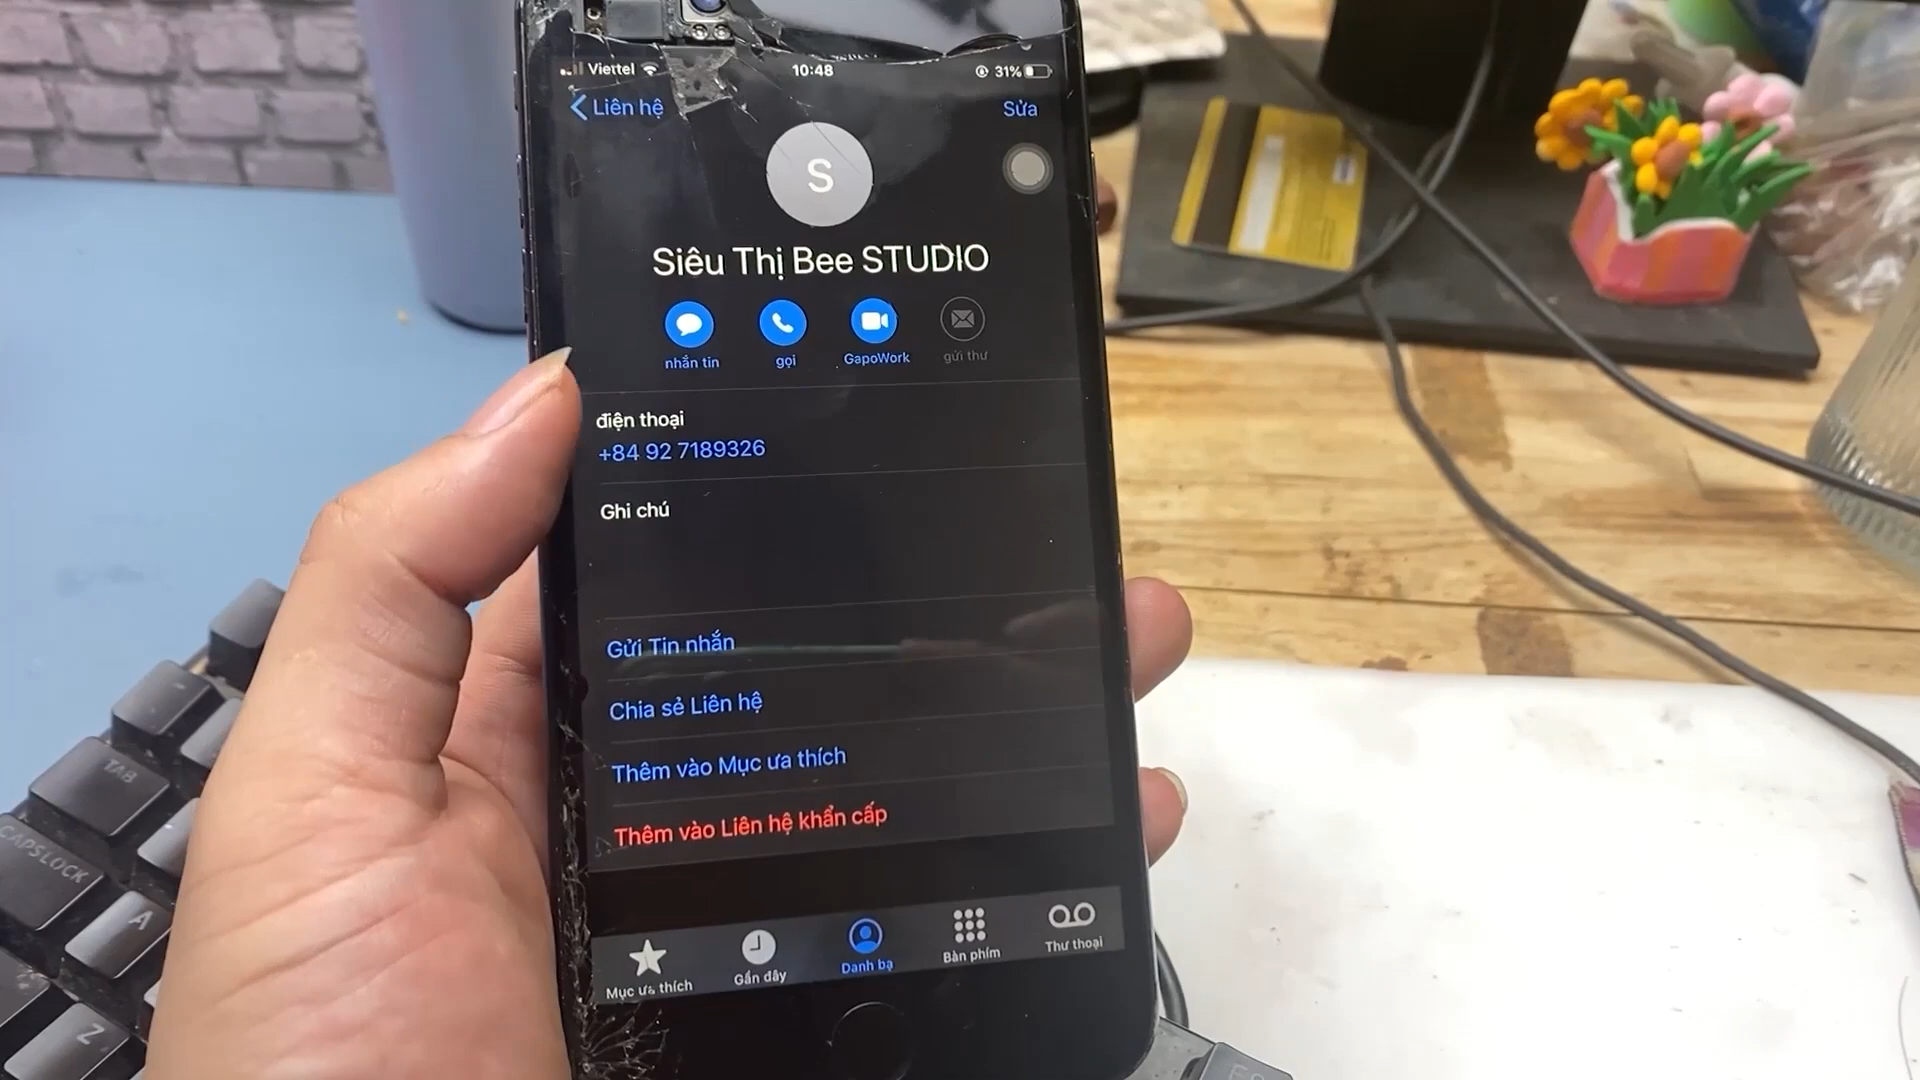 Viettel 10:48 31%
Liên hệ Sửa
S
Siêu Thị Bee STUDIO
nhắn tin gọi GapoWork gửi thư
điện thoại
+84 92 7189326
Ghi chú
Gửi Tin nhắn
Chia sẻ Liên hệ
Thêm vào Mục ưa thích
Thêm vào Liên hệ khẩn cấp
Mục ưa thích Gần đây Danh bạ Bàn phím Thư thoại
TAB
CAPSLOCK
A
Z